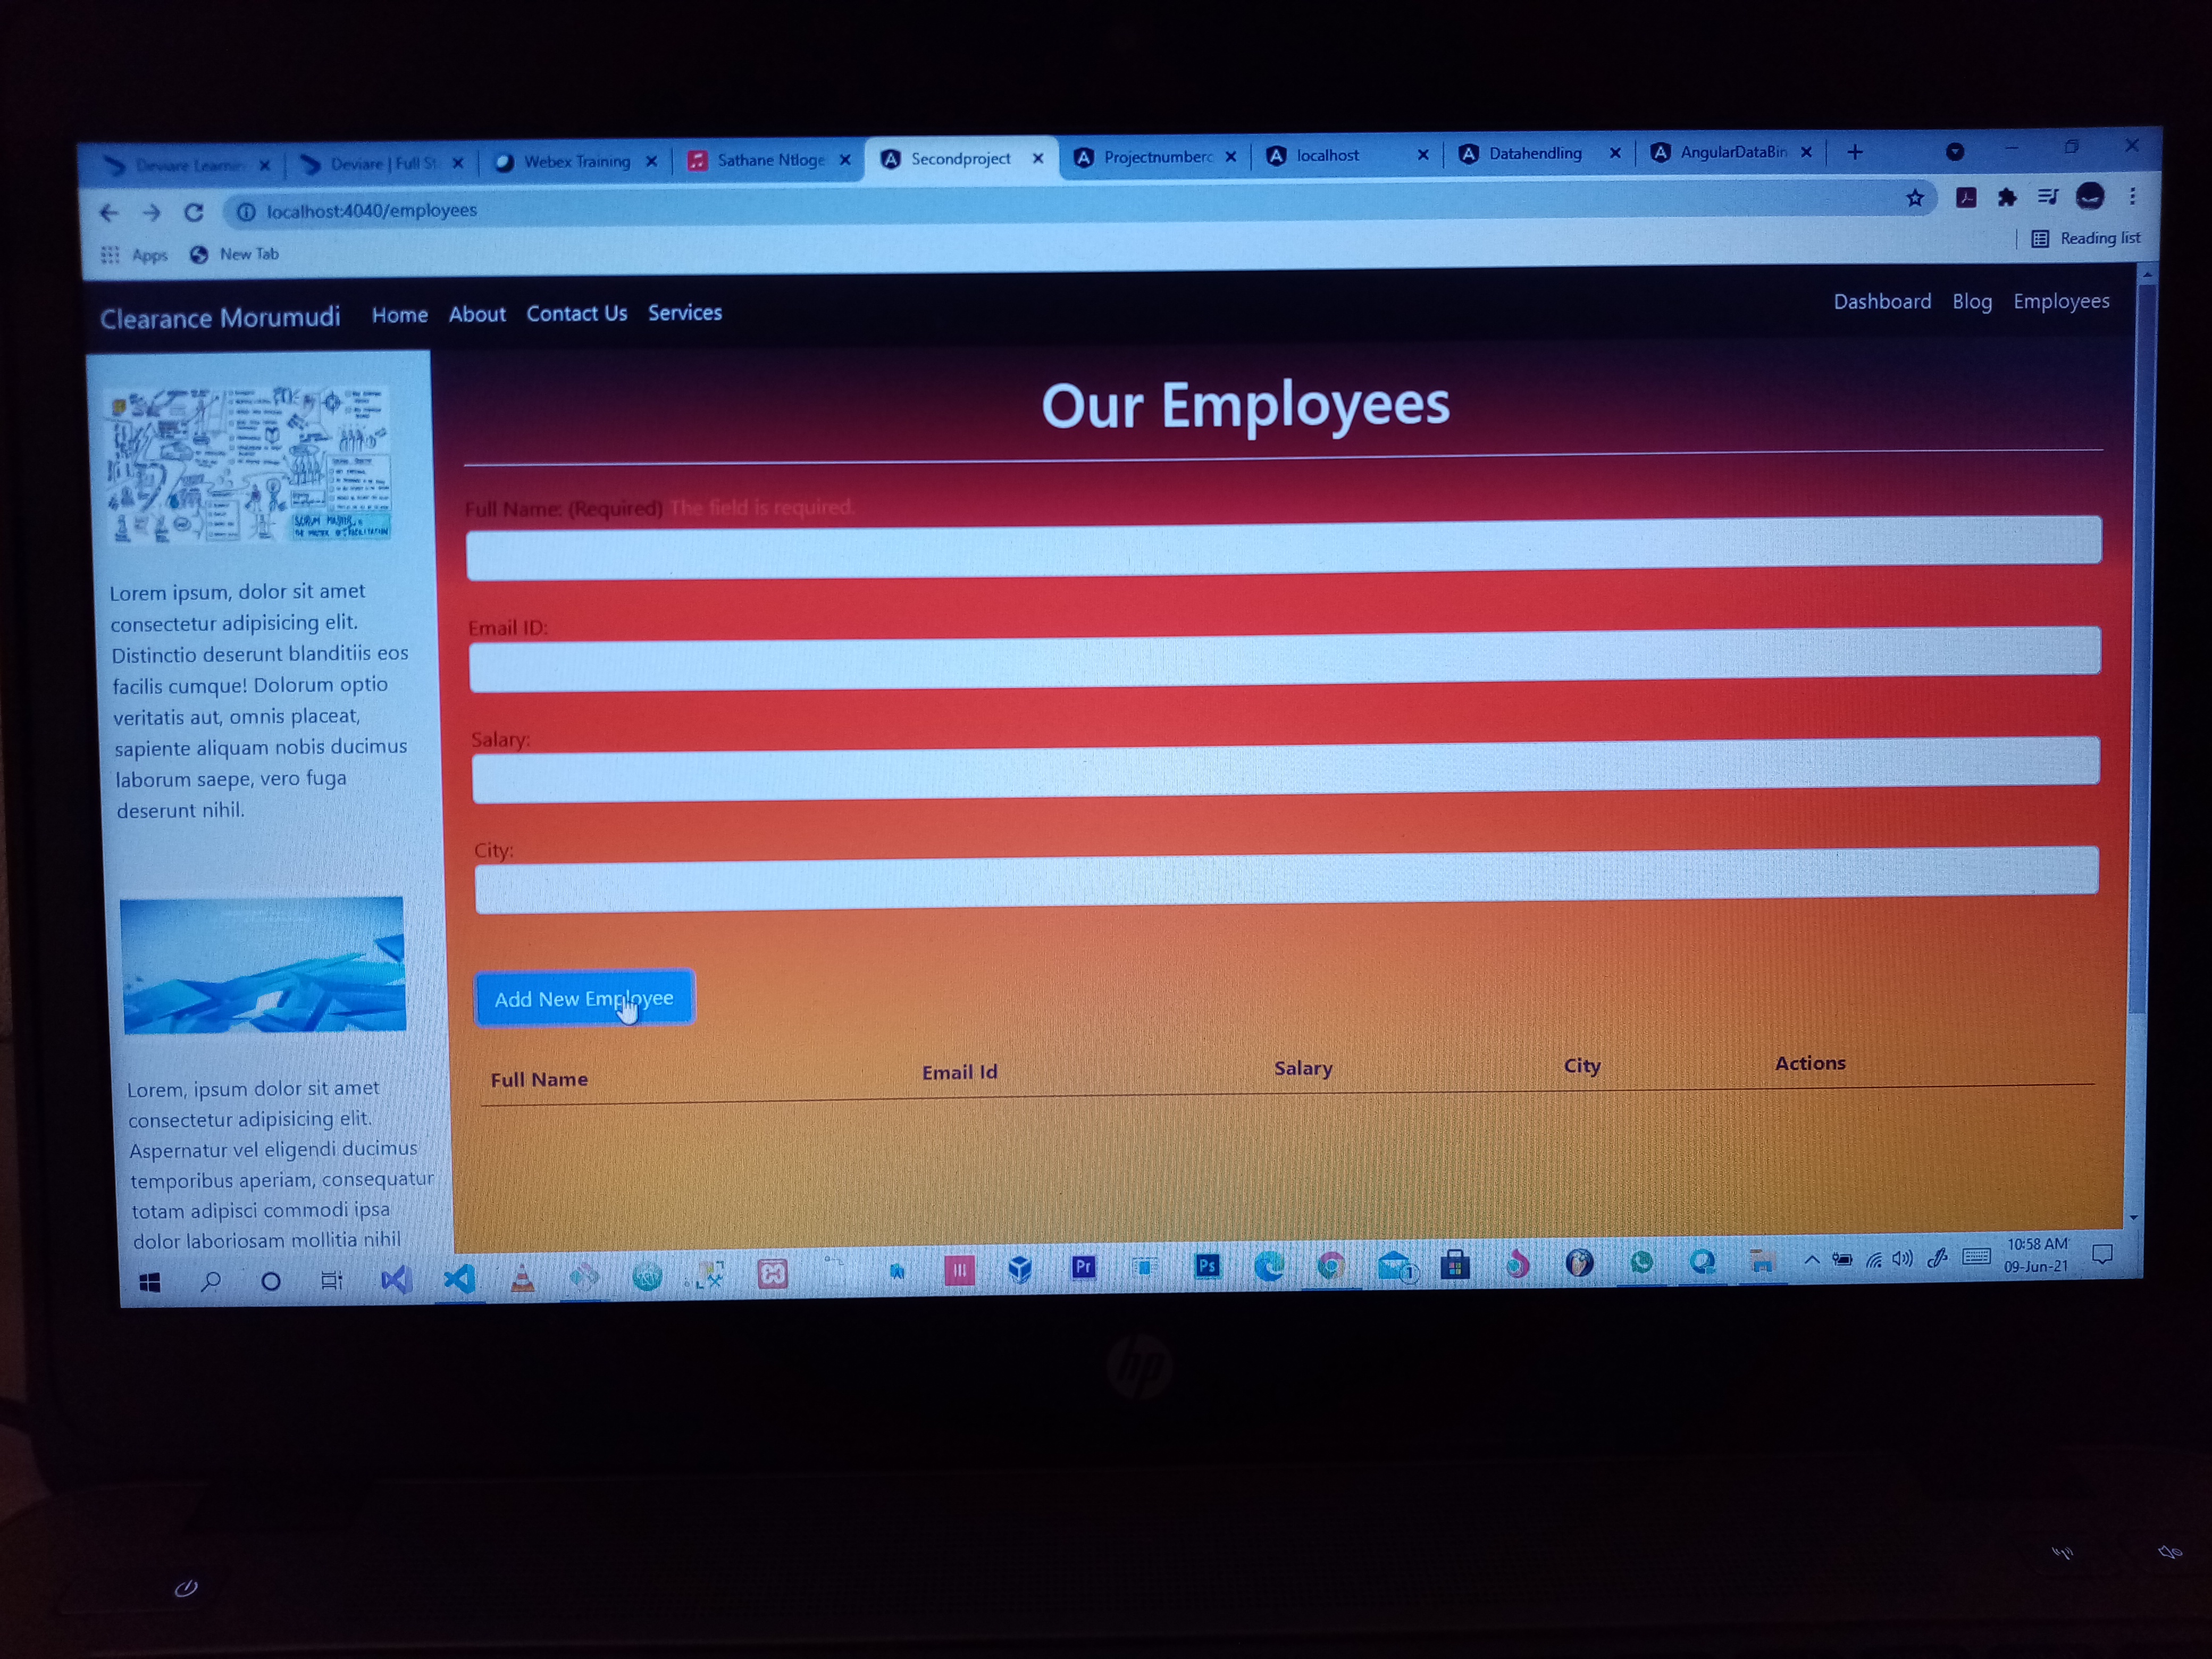 Deviare Learnin
Deviare | Full St
Webex Training
Sathane Ntloge
Secondproject
Projectnumberc
localhost
Datahendling
AngularDataBin
localhost:4040/employees
Apps
New Tab
Reading list
Clearance Morumudi
Home
About
Contact Us
Services
Dashboard
Blog
Employees
Our Employees
Full Name: (Required) The field is required.
Email ID:
Salary:
City:
Add New Employee
Full Name
Email Id
Salary
City
Actions
Lorem ipsum, dolor sit amet
consectetur adipisicing elit.
Distinctio deserunt blanditiis eos
facilis cumque! Dolorum optio
veritatis aut, omnis placeat,
sapiente aliquam nobis ducimus
laborum saepe, vero fuga
deserunt nihil.
Lorem, ipsum dolor sit amet
consectetur adipisicing elit.
Aspernatur vel eligendi ducimus
temporibus aperiam, consequatur
totam adipisci commodi ipsa
dolor laboriosam mollitia nihil
Pr
Ps
1
10:58 AM
09-Jun-21
hp